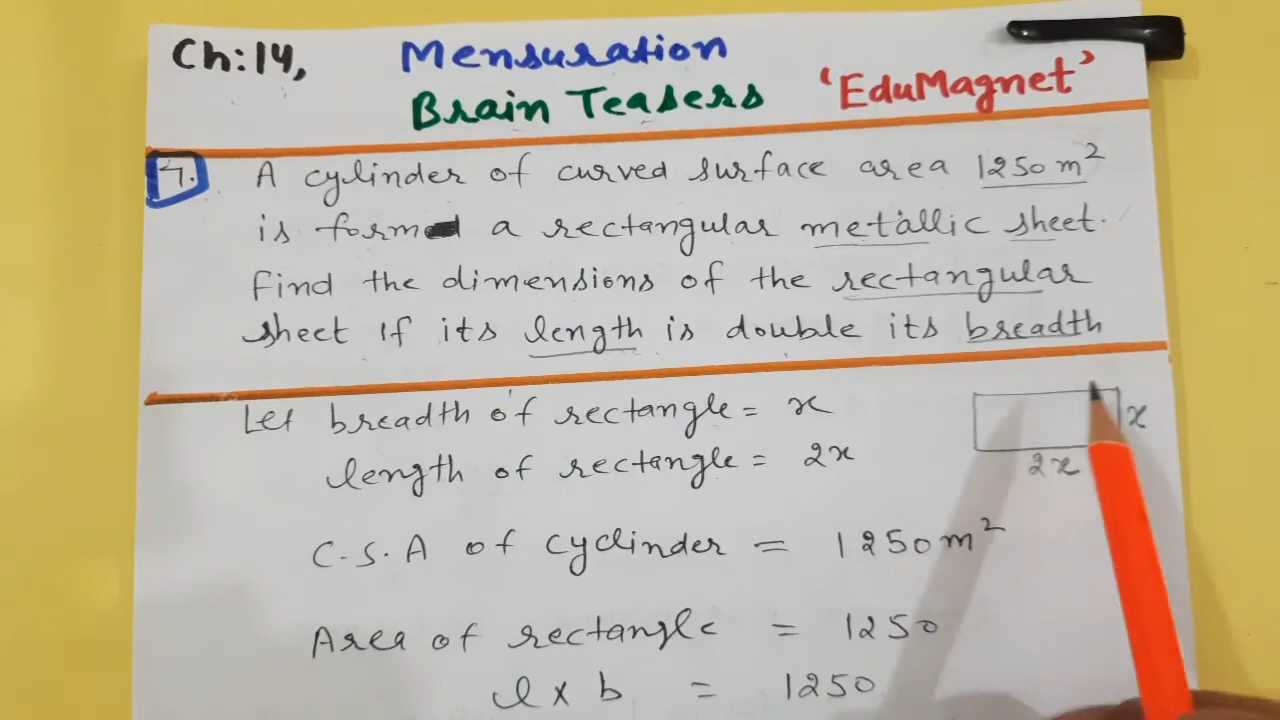 Ch:14, Mensuration
Brain Teasers 'EduMagnet'
7. A cylinder of curved surface area 1250 m²
is form a rectangular metallic sheet.
Find the dimensions of the rectangular
sheet if its length is double its breadth
Let breadth of rectangle = x
x
length of rectangle = 2x
2x
C.S.A of cyclinder = 1250 m²
Area of rectangle = 1250
l x b = 1250